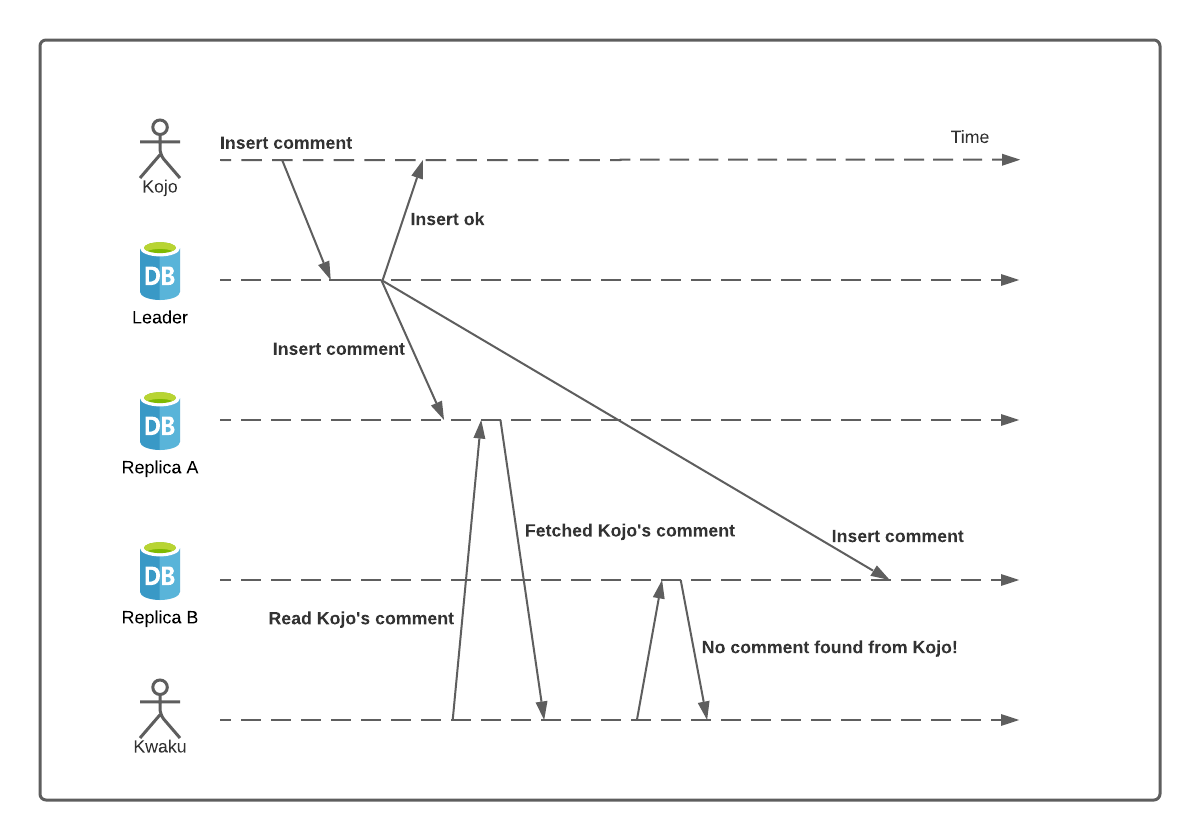 Time
Insert comment
Kojo
Insert ok
DB
Leader
Insert comment
DB
Replica A
Fetched Kojo's comment
Insert comment
DB
Replica B
Read Kojo's comment
No comment found from Kojo!
Kwaku